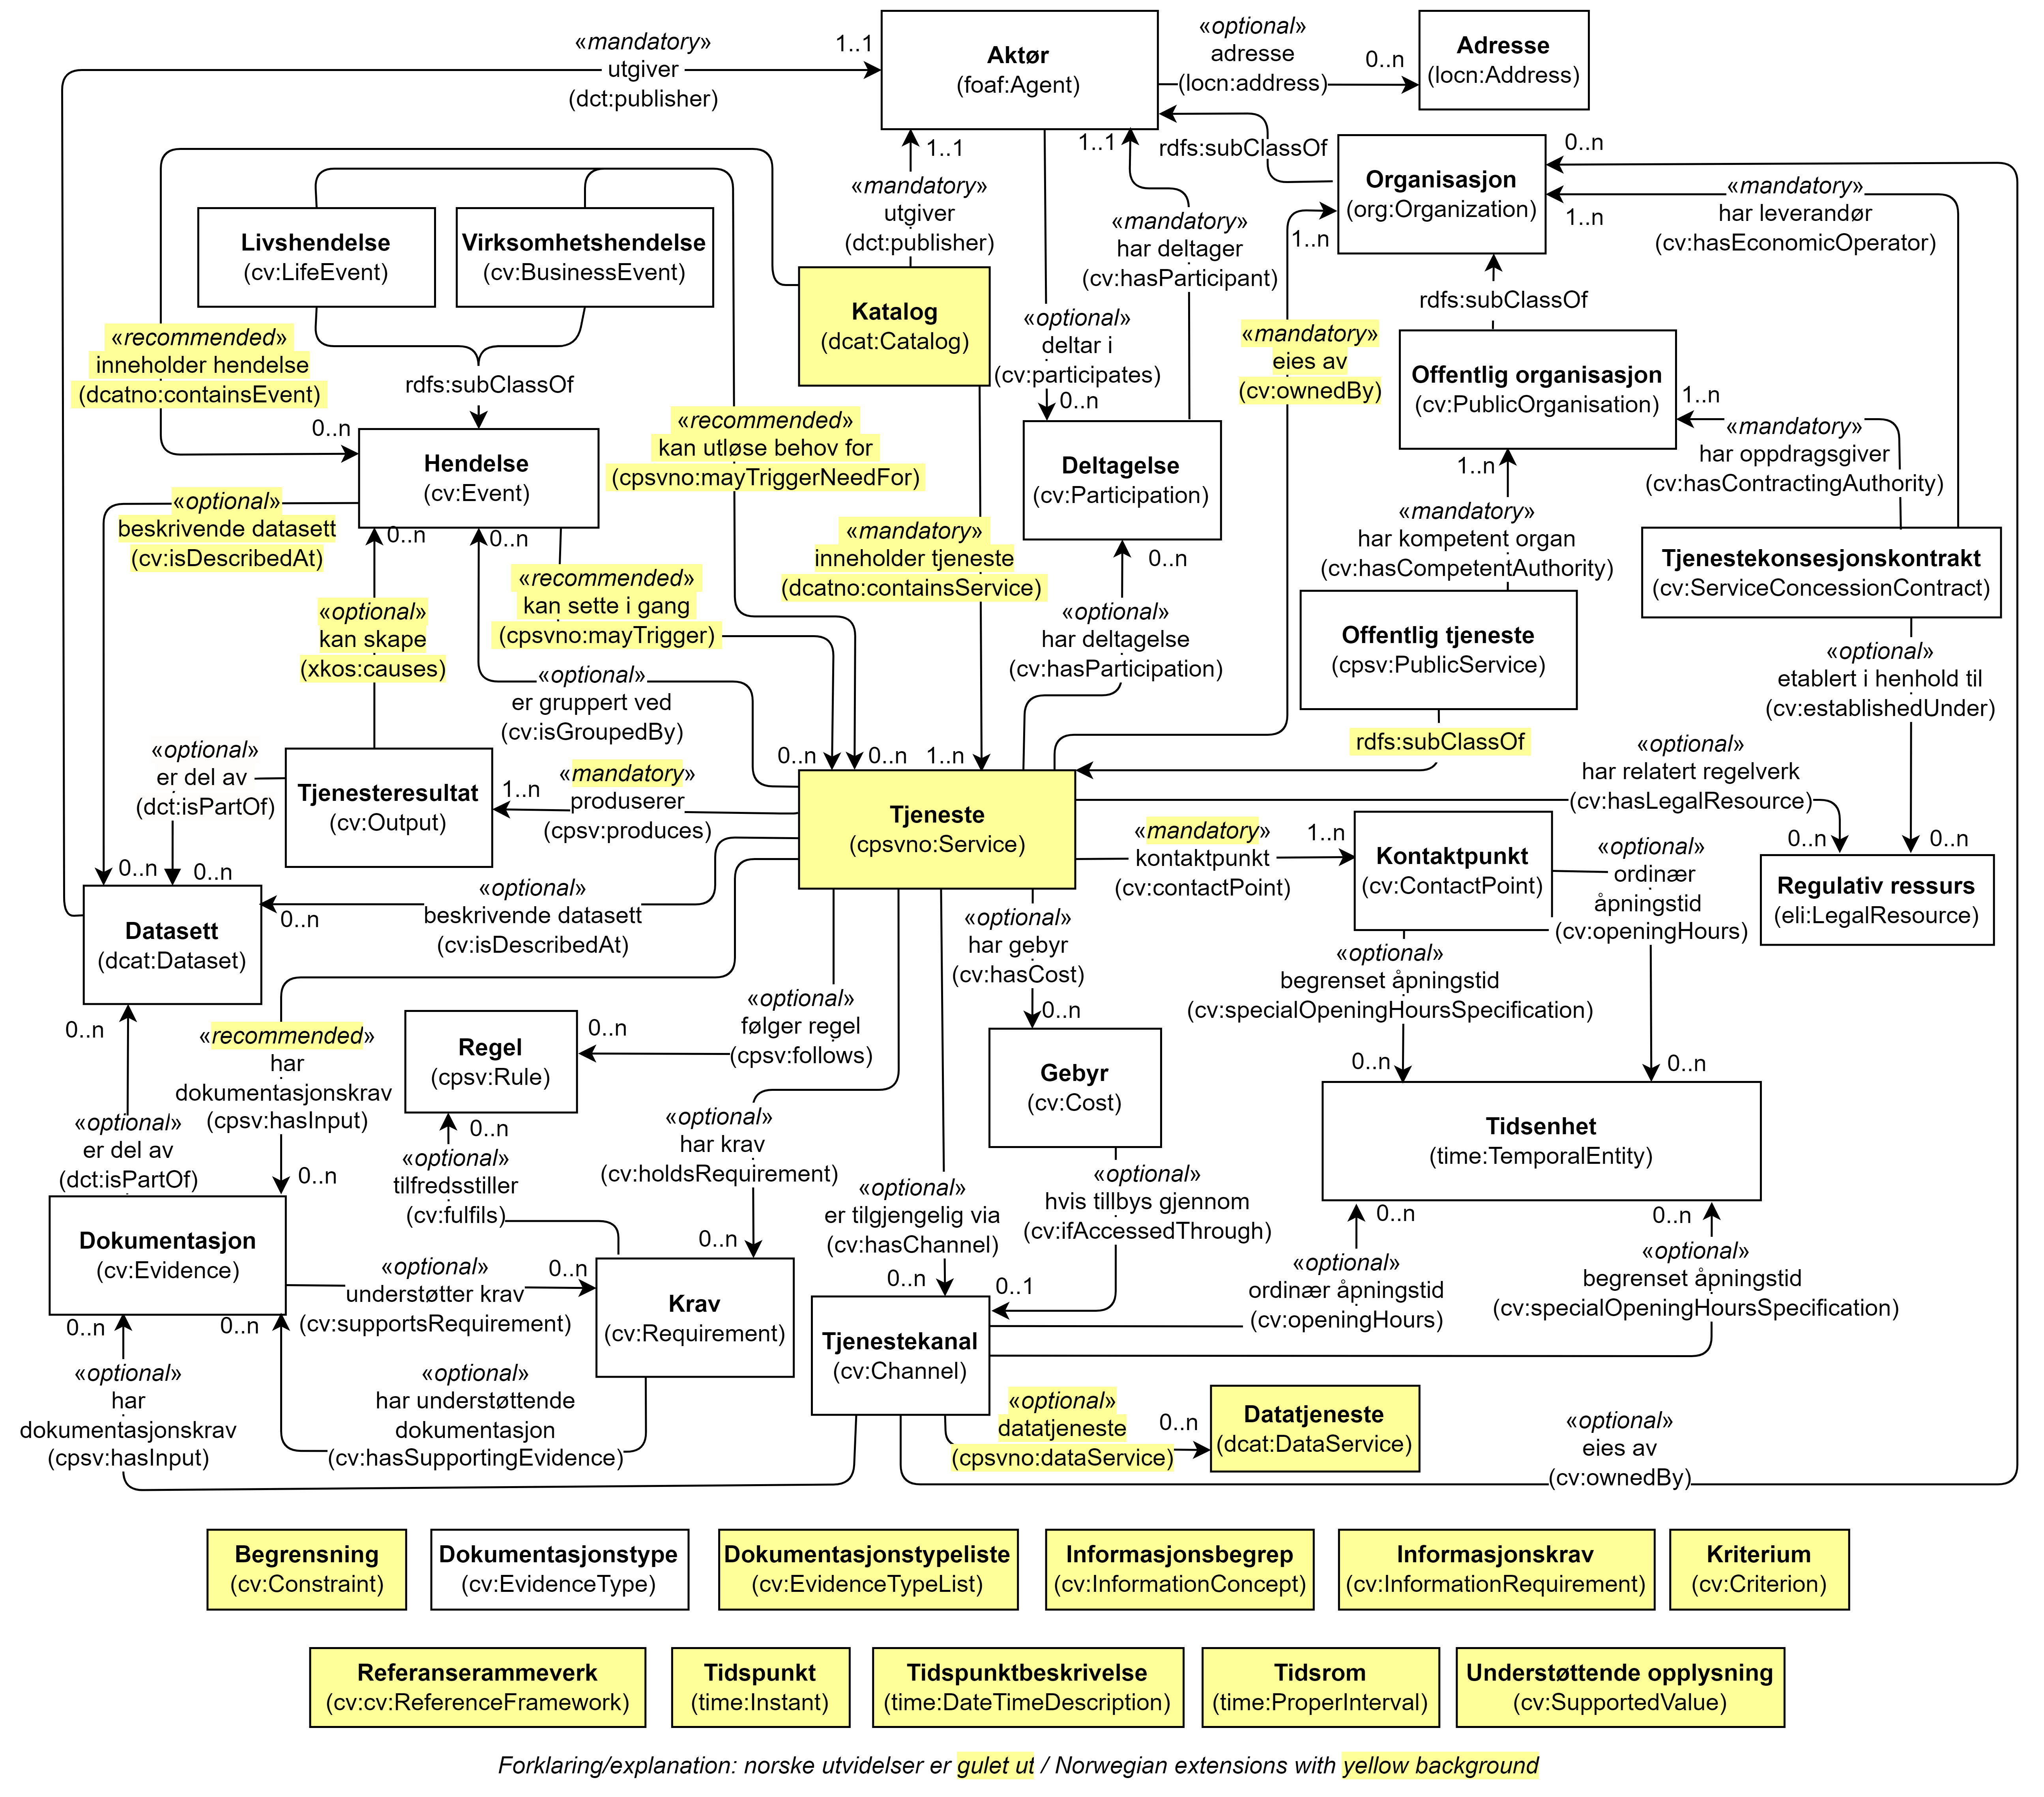 «mandatory»
utgiver
(dct:publisher)
1..1
Aktør
(foaf:Agent)
«optional»
adresse
(locn:address)
0..n
Adresse
(locn:Address)
1..1
«mandatory»
utgiver
(dct:publisher)
1..1
«mandatory»
har deltager
(cv:hasParticipant)
rdfs:subClassOf
Organisasjon
(org:Organization)
0..n
«mandatory»
har leverandør
(cv:hasEconomicOperator)
1..n
1..n
Livshendelse
(cv:LifeEvent)
Virksomhetshendelse
(cv:BusinessEvent)
Katalog
(dcat:Catalog)
«optional»
deltar i
(cv:participates)
0..n
«mandatory»
eies av
(cv:ownedBy)
rdfs:subClassOf
Offentlig organisasjon
(cv:PublicOrganisation)
1..n
«recommended»
inneholder hendelse
(dcatno:containsEvent)
0..n
rdfs:subClassOf
Hendelse
(cv:Event)
«recommended»
kan utløse behov for
(cpsvno:mayTriggerNeedFor)
Deltagelse
(cv:Participation)
1..n
«mandatory»
har oppdragsgiver
(cv:hasContractingAuthority)
«optional»
beskrivende datasett
(cv:isDescribedAt)
0..n
0..n
«recommended»
kan sette i gang
(cpsvno:mayTrigger)
«mandatory»
inneholder tjeneste
(dcatno:containsService)
0..n
«mandatory»
har kompetent organ
(cv:hasCompetentAuthority)
Tjenestekonsesjonskontrakt
(cv:ServiceConcessionContract)
«optional»
kan skape
(xkos:causes)
«optional»
har deltagelse
(cv:hasParticipation)
Offentlig tjeneste
(cpsv:PublicService)
«optional»
etablert i henhold til
(cv:establishedUnder)
«optional»
er gruppert ved
(cv:isGroupedBy)
rdfs:subClassOf
«optional»
er del av
(dct:isPartOf)
Tjenesteresultat
(cv:Output)
1..n
«mandatory»
produserer
(cpsv:produces)
0..n
0..n
1..n
Tjeneste
(cpsvno:Service)
«optional»
har relatert regelverk
(cv:hasLegalResource)
0..n
0..n
Regulativ ressurs
(eli:LegalResource)
«mandatory»
kontaktpunkt
(cv:contactPoint)
1..n
Kontaktpunkt
(cv:ContactPoint)
«optional»
ordinær
åpningstid
(cv:openingHours)
0..n
0..n
Datasett
(dcat:Dataset)
0..n
«optional»
beskrivende datasett
(cv:isDescribedAt)
«optional»
har gebyr
(cv:hasCost)
0..n
«optional»
begrenset åpningstid
(cv:specialOpeningHoursSpecification)
0..n
0..n
0..n
«recommended»
har
dokumentasjonskrav
(cpsv:hasInput)
0..n
Regel
(cpsv:Rule)
0..n
«optional»
følger regel
(cpsv:follows)
Gebyr
(cv:Cost)
Tidsenhet
(time:TemporalEntity)
«optional»
er del av
(dct:isPartOf)
0..n
«optional»
tilfredsstiller
(cv:fulfils)
«optional»
har krav
(cv:holdsRequirement)
0..n
«optional»
er tilgjengelig via
(cv:hasChannel)
0..n
«optional»
hvis tillbys gjennom
(cv:ifAccessedThrough)
0..1
0..n
«optional»
ordinær åpningstid
(cv:openingHours)
0..n
«optional»
begrenset åpningstid
(cv:specialOpeningHoursSpecification)
Dokumentasjon
(cv:Evidence)
«optional»
understøtter krav
(cv:supportsRequirement)
0..n
Krav
(cv:Requirement)
Tjenestekanal
(cv:Channel)
0..n
0..n
«optional»
har
dokumentasjonskrav
(cpsv:hasInput)
«optional»
har understøttende
dokumentasjon
(cv:hasSupportingEvidence)
«optional»
datatjeneste
(cpsvno:dataService)
0..n
Datatjeneste
(dcat:DataService)
«optional»
eies av
(cv:ownedBy)
Begrensning
(cv:Constraint)
Dokumentasjonstype
(cv:EvidenceType)
Dokumentasjonstypeliste
(cv:EvidenceTypeList)
Informasjonsbegrep
(cv:InformationConcept)
Informasjonskrav
(cv:InformationRequirement)
Kriterium
(cv:Criterion)
Referanserammeverk
(cv:cv:ReferenceFramework)
Tidspunkt
(time:Instant)
Tidspunktbeskrivelse
(time:DateTimeDescription)
Tidsrom
(time:ProperInterval)
Understøttende opplysning
(cv:SupportedValue)
Forklaring/explanation: norske utvidelser er gulet ut / Norwegian extensions with yellow background